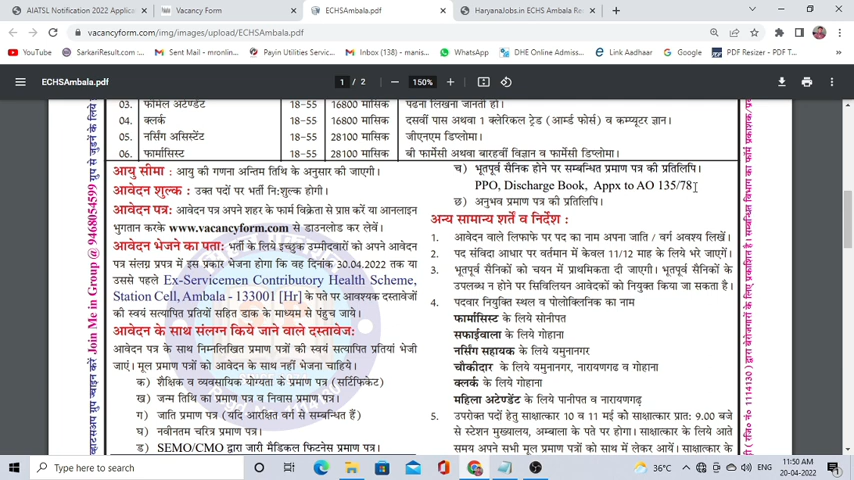 AIATSL NOTIFICATION 2022 Applic
Vacancy Form
ECHSAmbala.pdf
HaryanaJobs.in ECHS Ambala Re
vacancyform.com/img/images/upload/ECHSAmbala.pdf
YouTube
SarkariResult.com :...
Sent Mail - mronlin...
Payin Utilities Servic...
Inbox (138) - manis...
WhatsApp
DHE Online Admiss...
Link Aadhaar
Google
PDF Resizer - The D...
ECHSAmbala.pdf
1 / 2
150%
03. फीमेल अटेण्डेंट 18-55 16800 मासिक पढना लिखना जानती हो।
04. क्लर्क 18-55 16800 मासिक दसवीं पास अथवा 1 क्लेरिकल ट्रेड (आर्म्ड फोर्स) व कम्प्यूटर ज्ञान।
05. नर्सिंग असिस्टेंट 18-55 28100 मासिक जीएनएम डिप्लोमा।
06. फार्मासिस्ट 18-55 28100 मासिक बी फार्मेसी अथवा बारहवीं विज्ञान व फार्मेसी डिप्लोमा।
आयु सीमा : आयु की गणना अन्तिम तिथि के अनुसार की जाएगी।
आवेदन शुल्क : उक्त पदों पर भर्ती नि:शुल्क होगी।
आवेदन पत्र: आवेदन पत्र अपने शहर के फार्म विक्रेता से प्राप्त करें या आनलाइन
भुगतान करके www.vacancyform.com से डाउनलोड कर लेवें।
आवेदन भेजने का पता: भर्ती के लिये इच्छुक उम्मीदवारों को अपने आवेदन
पत्र संलग्न प्रपत्र में इस प्रकार भेजना होगा कि वह दिनांक 30.04.2022 तक या
उससे पहले Ex-Servicemen Contributory Health Scheme,
Station Cell, Ambala - 133001 [Hr] के पते पर आवश्यक दस्तावेजों
की स्वयं सत्यापित प्रतियों सहित डाक के माध्यम से पंहुच जाये।
आवेदन के साथ संलग्न किये जाने वाले दस्तावेज:
आवेदन पत्र के साथ निम्नलिखित प्रमाण पत्रों की स्वयं सत्यापित प्रतियां भेजी
जाएं। मूल प्रमाण पत्रों को आवेदन के साथ नहीं भेजना चाहिये।
क) शैक्षिक व व्यवसायिक योग्यता के प्रमाण पत्र (सर्टिफिकेट)
ख) जन्म तिथि का प्रमाण पत्र व निवास प्रमाण पत्र।
ग) जाति प्रमाण पत्र (यदि आरक्षित वर्ग से सम्बन्धित हैं)
घ) नवीनतम चरित्र प्रमाण पत्र।
ड) SEMO/CMO द्वारा जारी मैडिकल फिटनेस प्रमाण पत्र।
च) भूतपूर्व सैनिक होने पर सम्बन्धित प्रमाण पत्र की प्रतिलिपि।
PPO, Discharge Book, Appx to AO 135/78
छ) अनुभव प्रमाण पत्र की प्रतिलिपि।
अन्य सामान्य शर्ते व निर्देश :
1. आवेदन वाले लिफाफे पर पद का नाम अपना जाति / वर्ग अवश्य लिखें।
2. पद संविदा आधार पर वर्तमान में केवल 11/12 माह के लिये भरे जाएगें।
3. भूतपूर्व सैनिकों को चयन में प्राथमिकता दी जाएगी। भूतपूर्व सैनिकों के
उपलब्ध न होने पर सिविलियन आवेदकों को नियुक्त किया जा सकता है।
4. पदवार नियुक्ति स्थल व पोलोक्लिनिक का नाम
फार्मासिस्ट के लिये सोनीपत
सफाईवाला के लिये गोहाना
नर्सिंग सहायक के लिये यमुनानगर
चौकीदार के लिये यमुनानगर, नारायणगढ व गोहाना
क्लर्क के लिये गोहाना
महिला अटेण्डेंट के लिए पानीपत व नारायणगढ़
5. उपरोक्त पदों हेतु साक्षात्कार 10 व 11 मई को साक्षात्कार प्रात: 9.00 बजे
से स्टेशन मुख्यालय, अम्बाला के पते पर होगा। साक्षात्कार के लिये आते
समय अपने सभी मूल प्रमाण पत्रों को साथ में लेकर आयें। साक्षात्कार के
व्हाटसअप ग्रुप ज्वाईन करें Join Me in Group @ 9468054599 ग्रुप से जुड़ने के लिये
(रजि० नं० 1114130) द्वारा बेरोजगारों के लिए प्रकाशित है।
Type here to search
36°C
ENG
11:50 AM
20-04-2022
1